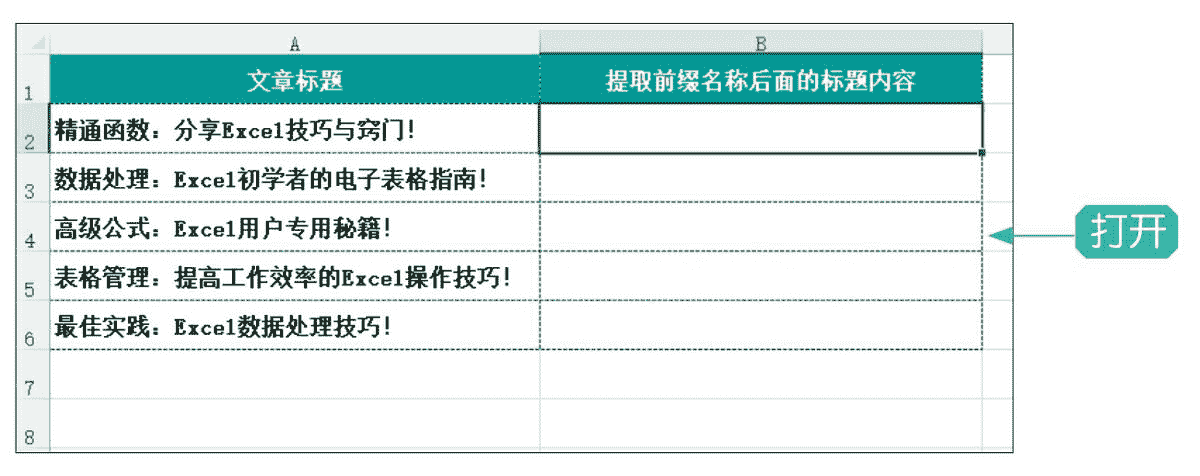 A B
1 文章标题 提取前缀名称后面的标题内容
2 精通函数：分享Excel技巧与窍门！
3 数据处理：Excel初学者的电子表格指南！
4 高级公式：Excel用户专用秘籍！
打开
5 表格管理：提高工作效率的Excel操作技巧！
6 最佳实践：Excel数据处理技巧！
7
8